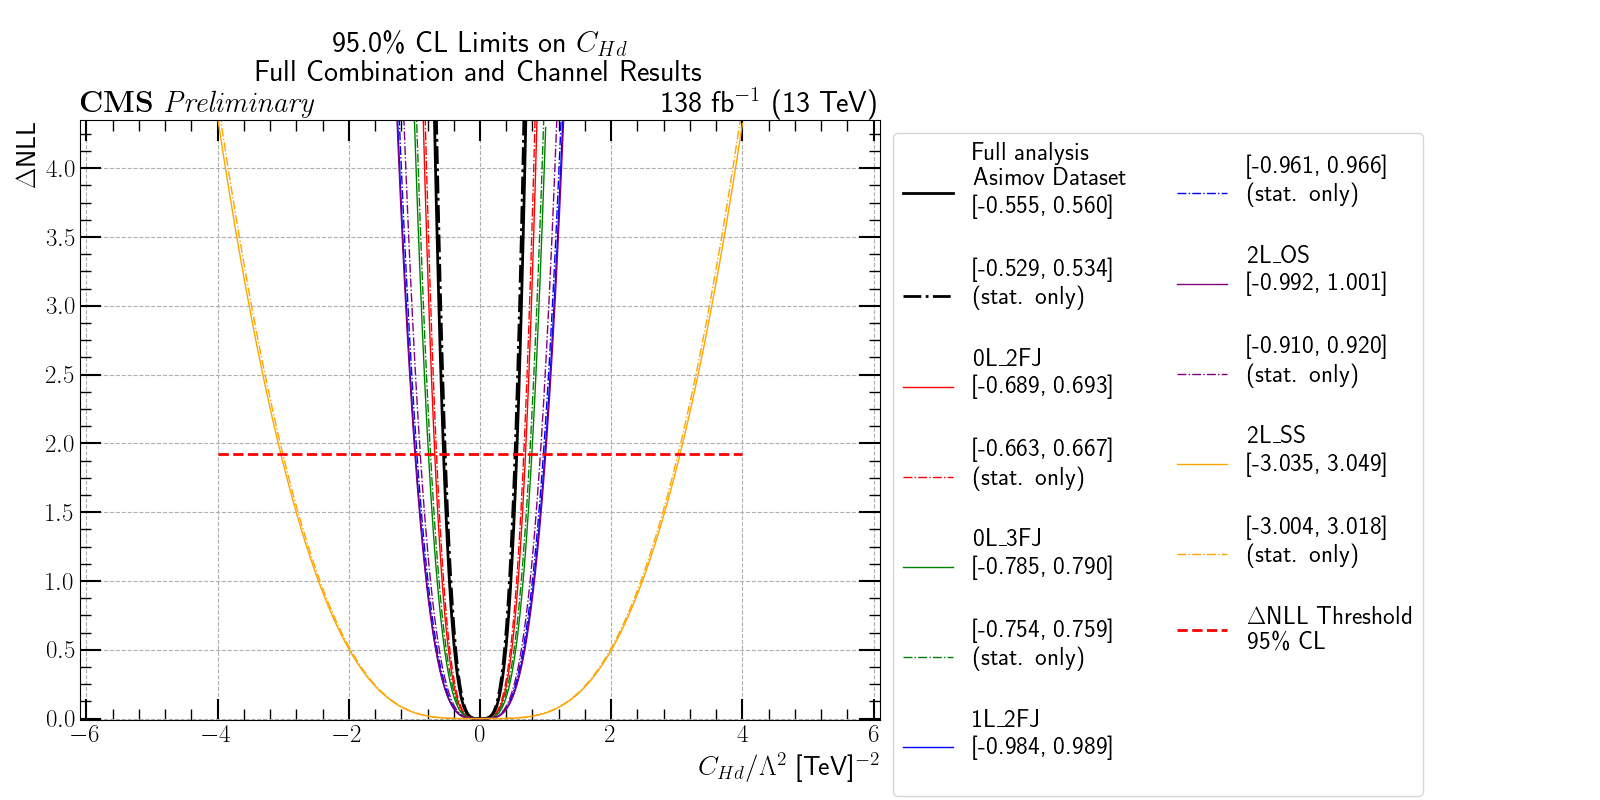 95.0% CL Limits on C_{Hd}
Full Combination and Channel Results
CMS Preliminary
138 fb^{-1} (13 TeV)
ΔNLL
4.0
3.5
3.0
2.5
2.0
1.5
1.0
0.5
0.0
−6
−4
−2
0
2
4
6
C_{Hd}/Λ^2 [TeV]^{-2}
Full analysis
Asimov Dataset
[-0.555, 0.560]
[-0.529, 0.534]
(stat. only)
0L_2FJ
[-0.689, 0.693]
[-0.663, 0.667]
(stat. only)
0L_3FJ
[-0.785, 0.790]
[-0.754, 0.759]
(stat. only)
1L_2FJ
[-0.984, 0.989]
[-0.961, 0.966]
(stat. only)
2L_OS
[-0.992, 1.001]
[-0.910, 0.920]
(stat. only)
2L_SS
[-3.035, 3.049]
[-3.004, 3.018]
(stat. only)
ΔNLL Threshold
95% CL